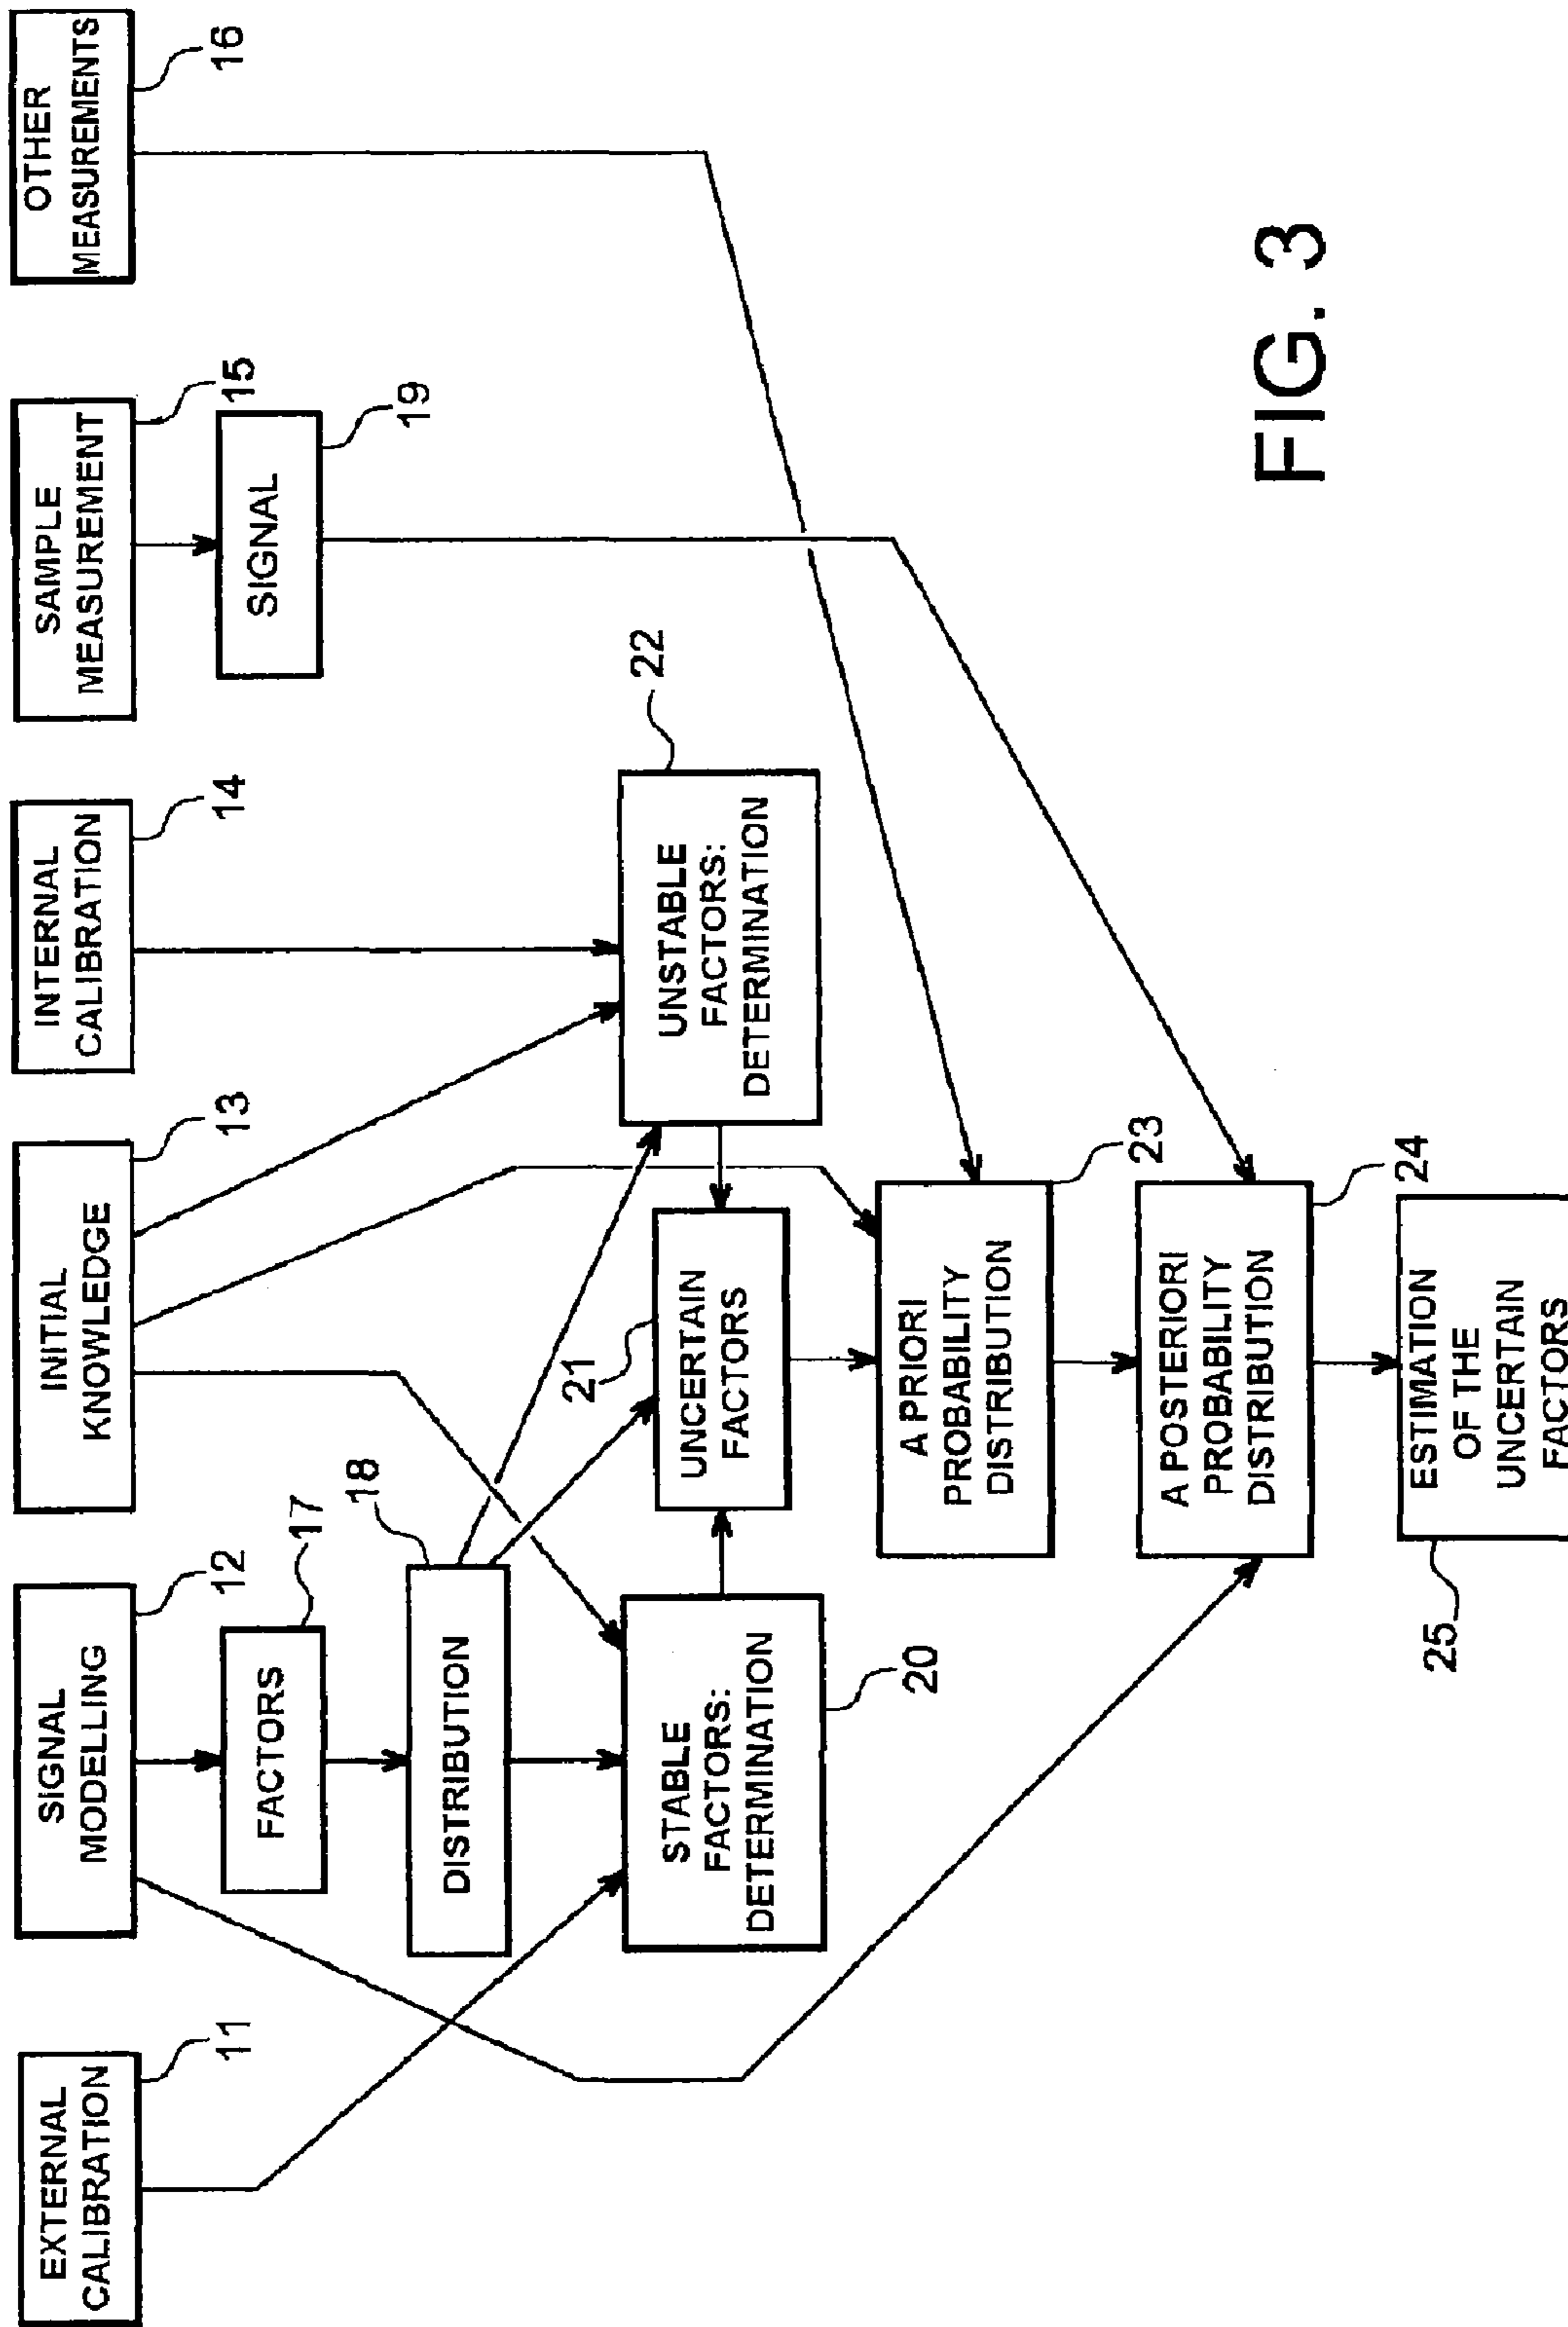 EXTERNAL
CALIBRATION
11
SIGNAL
MODELLING
12
INITIAL
KNOWLEDGE
13
INTERNAL
CALIBRATION
14
SAMPLE
MEASUREMENT
15
OTHER
MEASUREMENTS
16
FACTORS
17
SIGNAL
19
DISTRIBUTION
18
STABLE
FACTORS:
DETERMINATION
20
21
UNCERTAIN
FACTORS
UNSTABLE
FACTORS:
DETERMINATION
22
A PRIORI
PROBABILITY
DISTRIBUTION
23
A POSTERIORI
PROBABILITY
DISTRIBUTION
24
25
ESTIMATION
OF THE
UNCERTAIN
FACTORS
FIG. 3